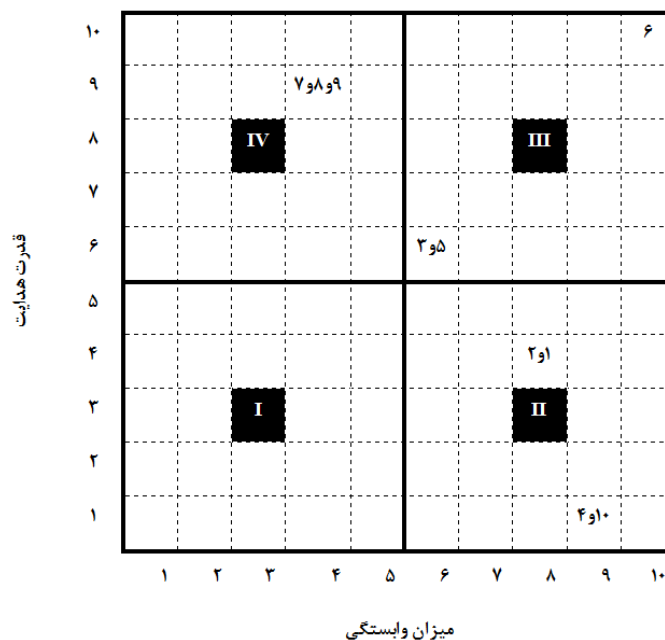 ۱۰ ۶
۹ ۷و۸و۹
۸ IV III
۷
۶ ۳و۵
۵
۴ ۲و۱
۳ I II
۲
۱ ۴و۱۰
۱ ۲ ۳ ۴ ۵ ۶ ۷ ۸ ۹ ۱۰
قدرت هدایت
میزان وابستگی